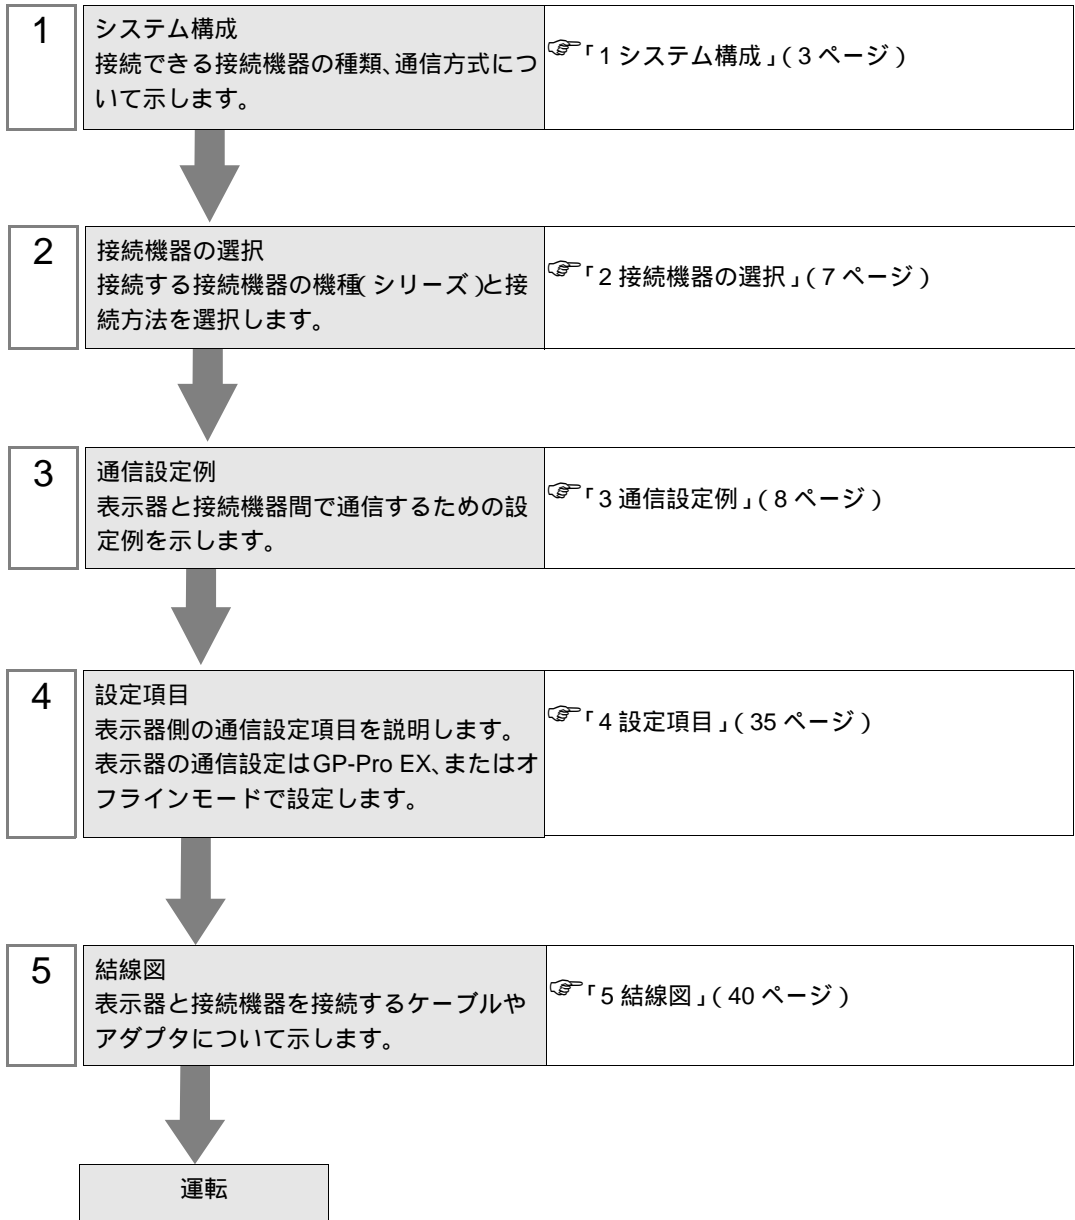 1
システム構成
接続できる接続機器の種類、通信方式につ
いて示します。
☞「1 システム構成」( 3 ページ )
2
接続機器の選択
接続する接続機器の機種( シリーズ )と接
続方法を選択します。
☞「2 接続機器の選択」( 7 ページ )
3
通信設定例
表示器と接続機器間で通信するための設
定例を示します。
☞「3 通信設定例」( 8 ページ )
4
設定項目
表示器側の通信設定項目を説明します。
表示器の通信設定はGP-Pro EX、またはオ
フラインモードで設定します。
☞「4 設定項目」( 35 ページ )
5
結線図
表示器と接続機器を接続するケーブルや
アダプタについて示します。
☞「5 結線図」( 40 ページ )
運転